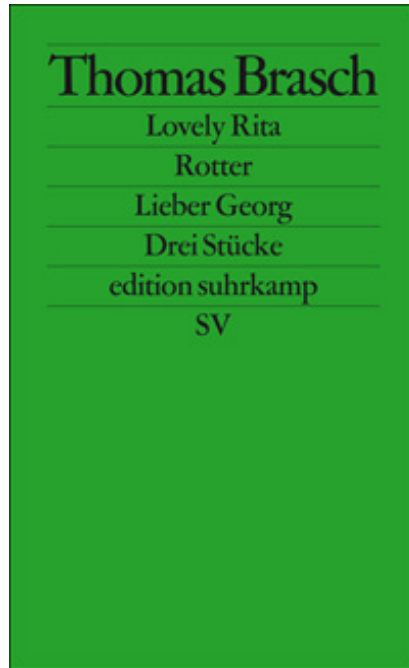 Thomas Brasch
Lovely Rita
Rotter
Lieber Georg
Drei Stücke
edition suhrkamp
SV